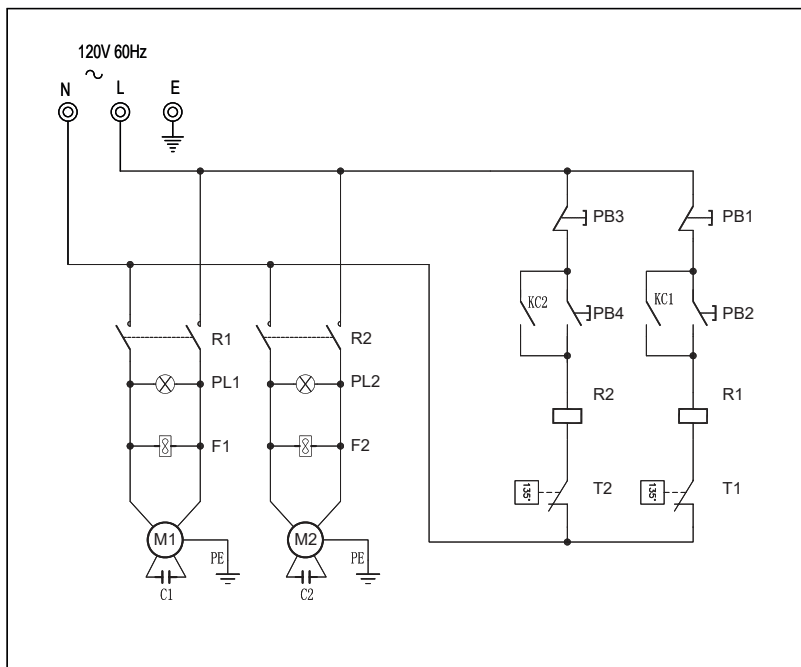 120V 60Hz
N L E
PB3 PB1
KC2 PB4 KC1 PB2
R1 R2
PL1 PL2
R2 R1
F1 F2
135° T2 135° T1
M1 M2
PE PE
C1 C2